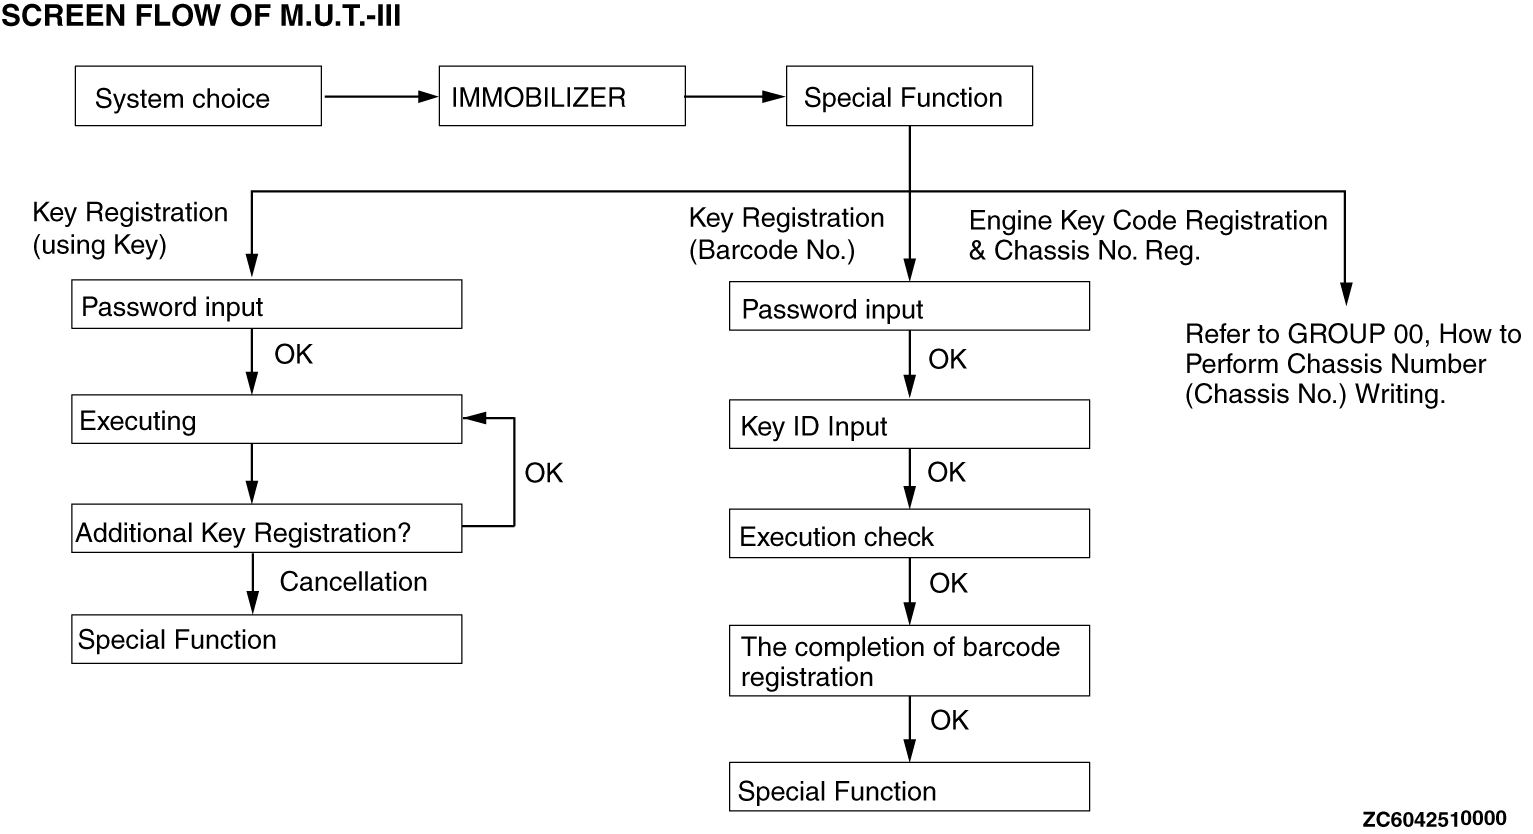 SCREEN FLOW OF M.U.T.-III
System choice
IMMOBILIZER
Special Function
Key Registration
(using Key)
Password input
OK
Executing
OK
Additional Key Registration?
Cancellation
Special Function
Key Registration
(Barcode No.)
Password input
OK
Key ID Input
OK
Execution check
OK
The completion of barcode
registration
OK
Special Function
Engine Key Code Registration
& Chassis No. Reg.
Refer to GROUP 00, How to
Perform Chassis Number
(Chassis No.) Writing.
ZC6042510000